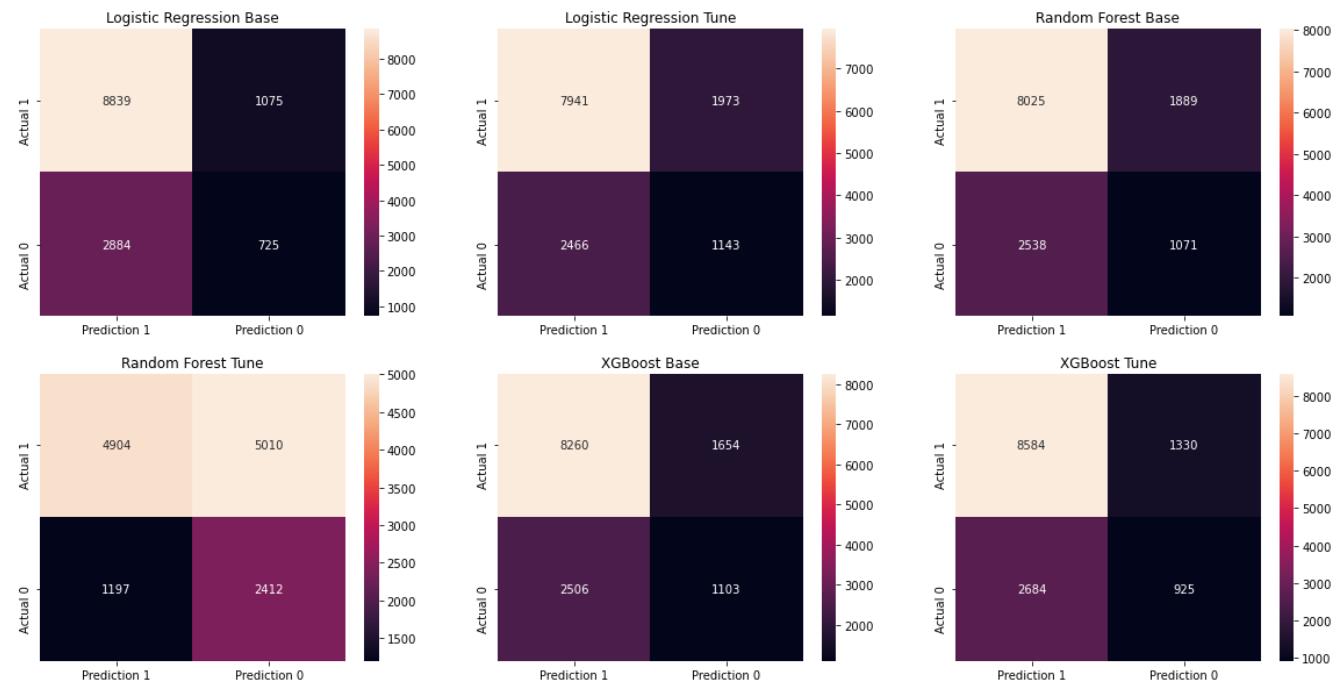 Logistic Regression Base
8839 1075
2884 725
Actual 1
Actual 0
Prediction 1 Prediction 0
8000
7000
6000
5000
4000
3000
2000
1000
Logistic Regression Tune
7941 1973
2466 1143
Actual 1
Actual 0
Prediction 1 Prediction 0
7000
6000
5000
4000
3000
2000
Random Forest Base
8025 1889
2538 1071
Actual 1
Actual 0
Prediction 1 Prediction 0
8000
7000
6000
5000
4000
3000
2000
Random Forest Tune
4904 5010
1197 2412
Actual 1
Actual 0
Prediction 1 Prediction 0
5000
4500
4000
3500
3000
2500
2000
1500
XGBoost Base
8260 1654
2506 1103
Actual 1
Actual 0
Prediction 1 Prediction 0
8000
7000
6000
5000
4000
3000
2000
XGBoost Tune
8584 1330
2684 925
Actual 1
Actual 0
Prediction 1 Prediction 0
8000
7000
6000
5000
4000
3000
2000
1000